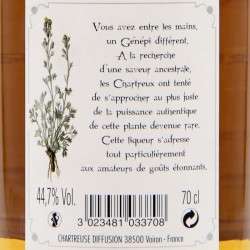 Vous avez entre les mains,
un Génépi différent.
A la recherche
d'une saveur ancestrale,
les Chartreux ont tenté
de s'approcher au plus juste
de la puissance authentique
de cette plante devenue rare.
Cette liqueur s'adresse
tout particulièrement
aux amateurs de goûts étonnants.
44,7% Vol.
70 cl
3 023481 033708
CHARTREUSE DIFFUSION 38500 Voiron - France